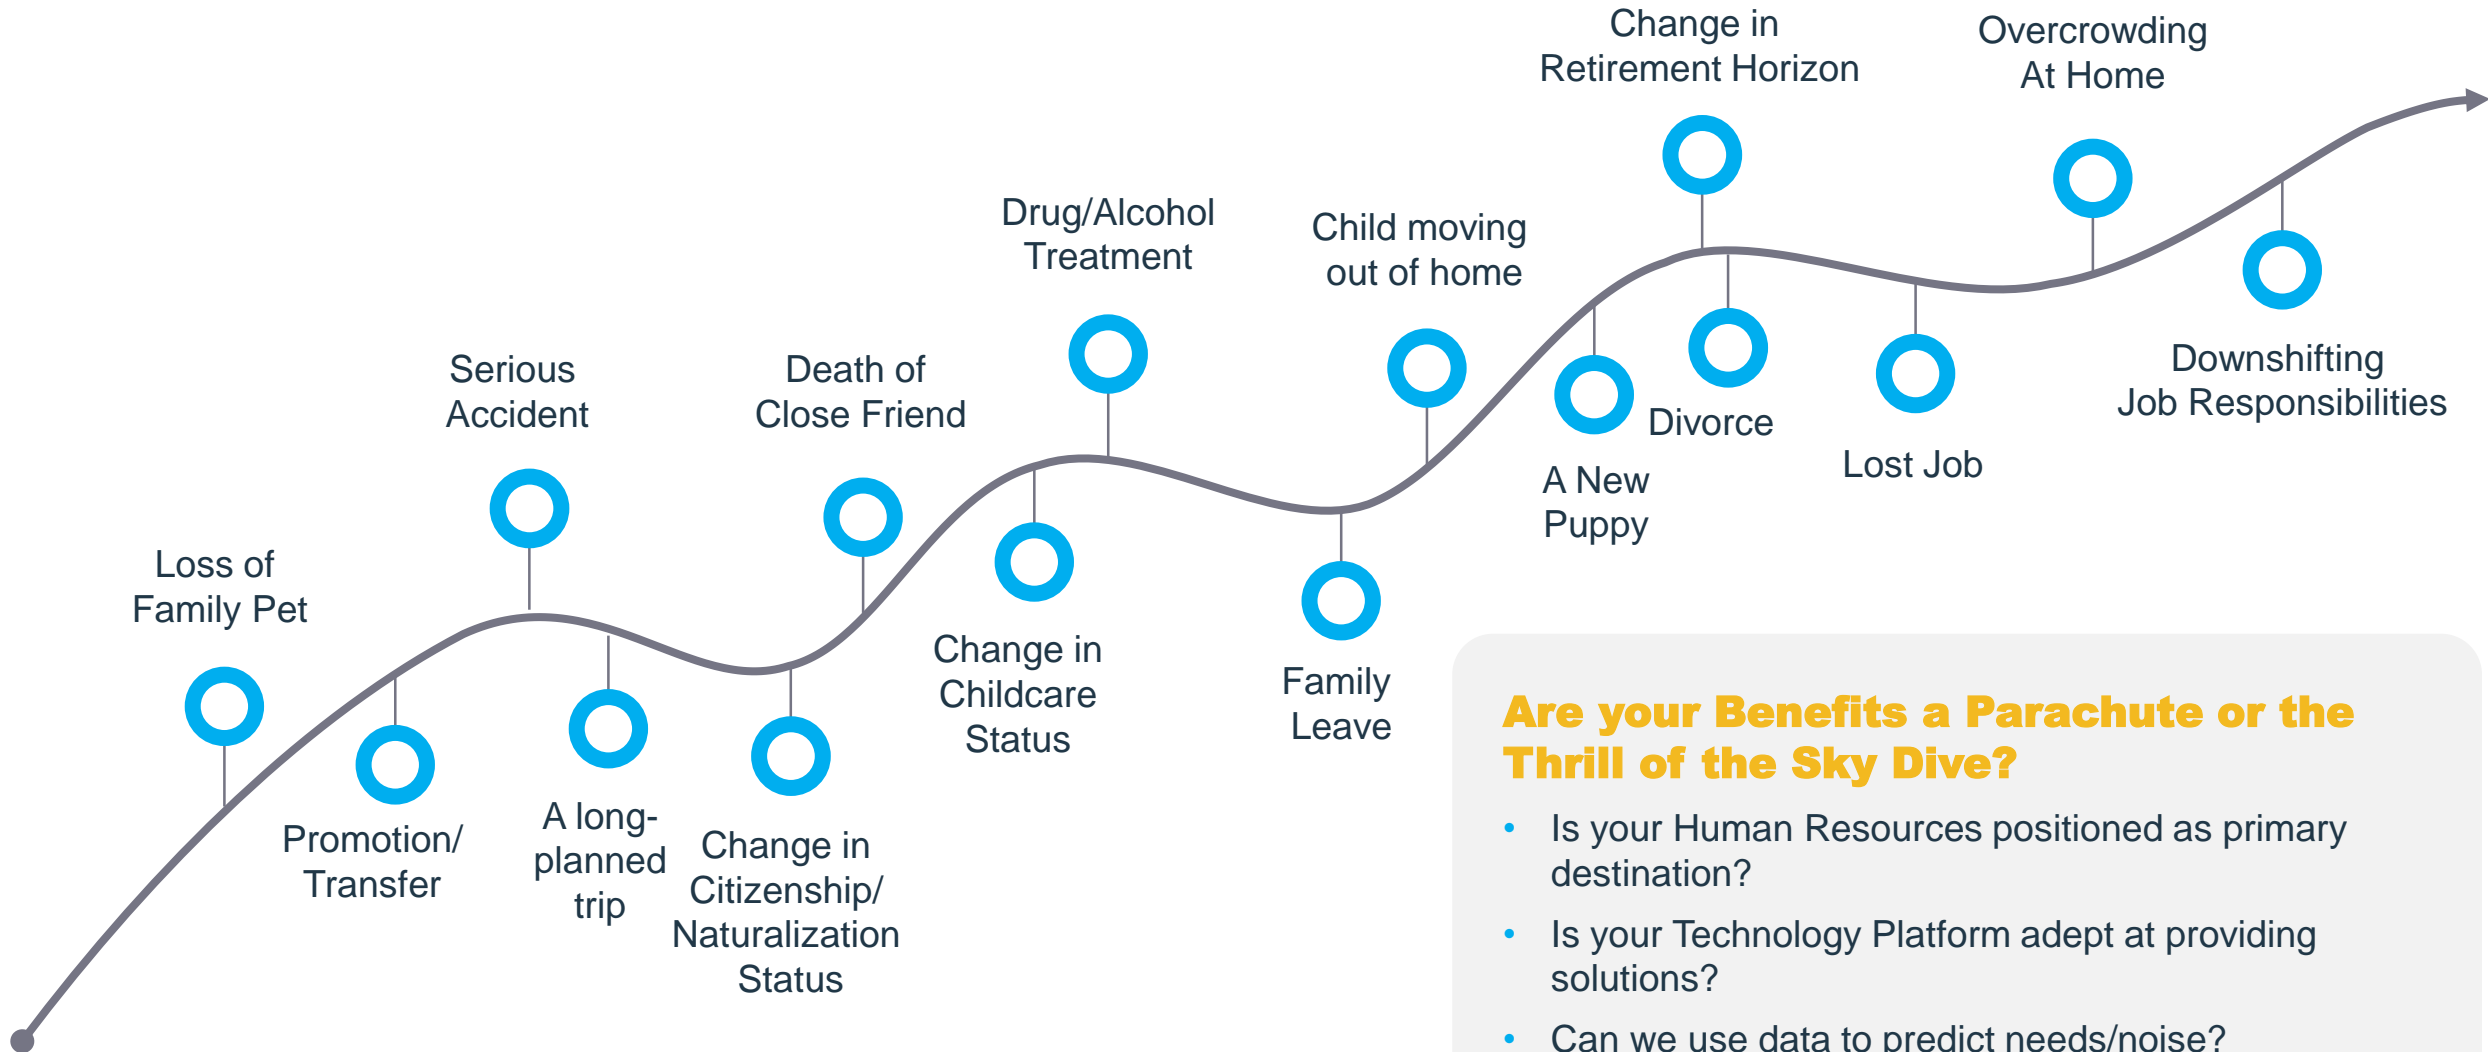 Change in
Retirement Horizon
Overcrowding
At Home
Drug/Alcohol
Treatment
Child moving
out of home
Serious
Accident
Death of
Close Friend
Downshifting
Job Responsibilities
Divorce
Lost Job
A New
Puppy
Loss of
Family Pet
Change in
Childcare
Status
Family
Leave
Promotion/
Transfer
A long-
planned
trip
Change in
Citizenship/
Naturalization
Status
Are your Benefits a Parachute or the
Thrill of the Sky Dive?
• Is your Human Resources positioned as primary
destination?
• Is your Technology Platform adept at providing
solutions?
• Can we use data to predict needs/noise?